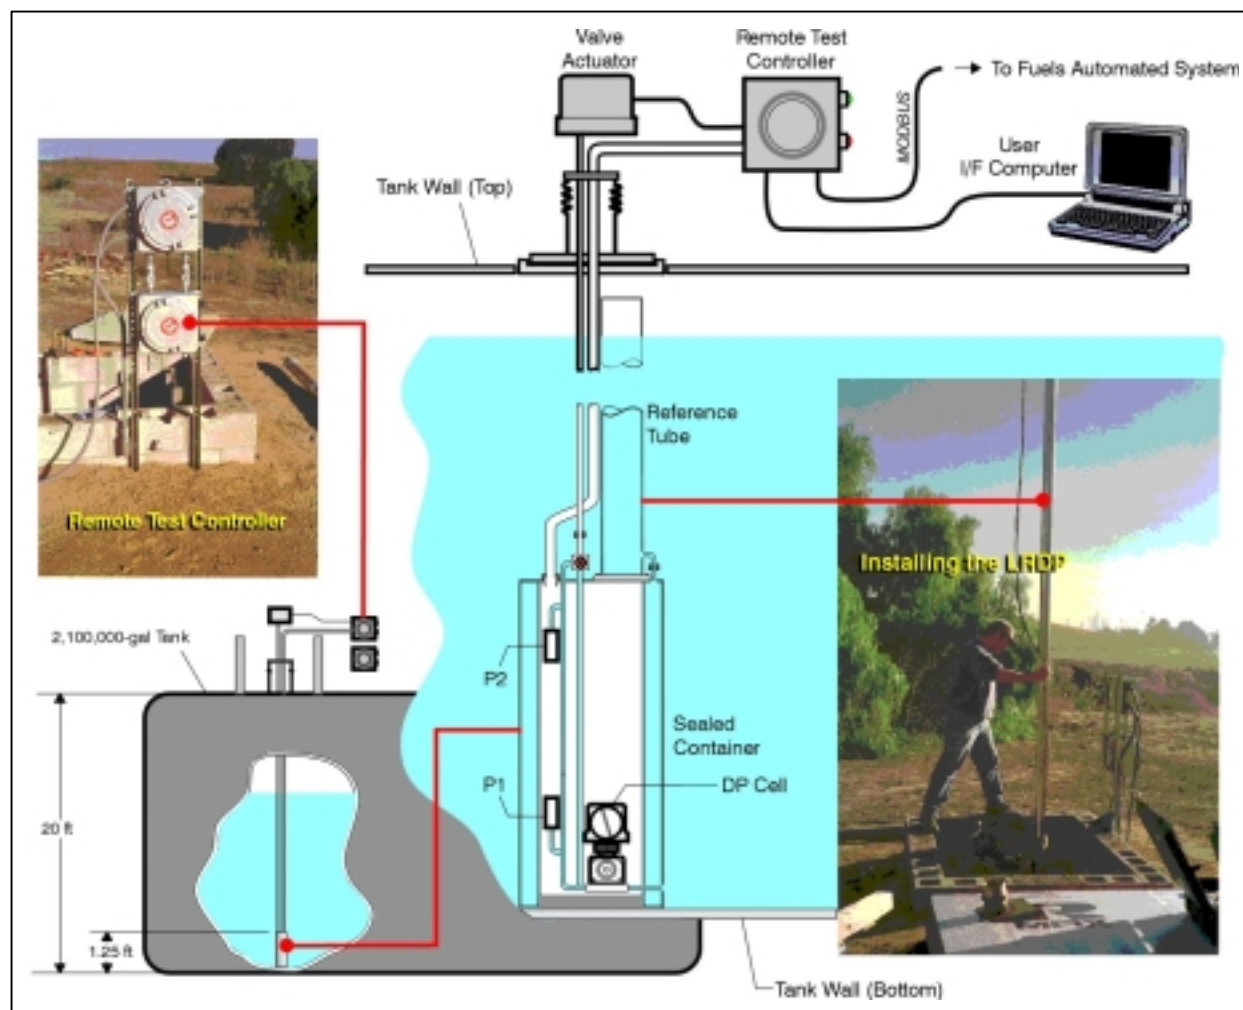 Valve
Actuator
Remote Test
Controller
To Fuels Automated System
MODBUS
User
I/F Computer
Tank Wall (Top)
Reference
Tube
Remote Test Controller
Installing the LRDP
2,100,000-gal Tank
P2
Sealed
Container
P1
DP Cell
20 ft
1.25 ft
Tank Wall (Bottom)